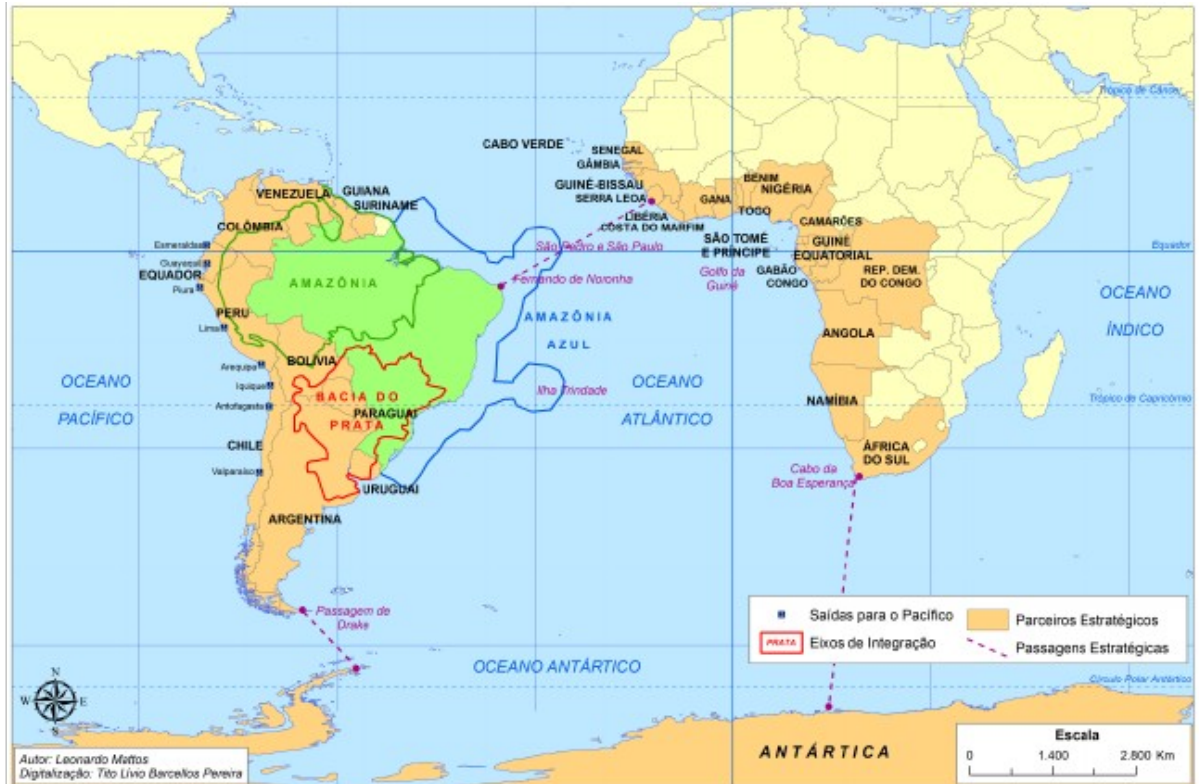 Trópico de Câncer
CABO VERDE
SENEGAL
GÂMBIA
GUINÉ-BISSAU
SERRA LEOA
LIBÉRIA
COSTA DO MARFIM
GANA
TOGO
BENIM
NIGÉRIA
CAMARÕES
SÃO TOMÉ
E PRÍNCIPE
GUINÉ
EQUATORIAL
Golfo da
Guiné
GABÃO
CONGO
REP. DEM.
DO CONGO
Equador
VENEZUELA
GUIANA
SURINAME
COLÔMBIA
Esmeraldas
Guayaquil
EQUADOR
Piura
PERU
Lima
AMAZÔNIA
São Pedro e São Paulo
Fernando de Noronha
AMAZÔNIA
AZUL
OCEANO
ÍNDICO
ANGOLA
BOLÍVIA
Arequipa
Iquique
Antofagasta
OCEANO
PACÍFICO
BACIA DO
PARAGUAI
PRATA
Ilha Trindade
OCEANO
ATLÂNTICO
NAMÍBIA
Trópico de Capricórnio
CHILE
Valparaíso
URUGUAI
ARGENTINA
ÁFRICA
DO SUL
Cabo da
Boa Esperança
Passagem de
Drake
OCEANO ANTÁRTICO
Saídas para o Pacífico
PRATA
Eixos de Integração
Parceiros Estratégicos
Passagens Estratégicas
Círculo Polar Antártico
N
W
E
S
ANTÁRTICA
Escala
0 1.400 2.800 Km
Autor: Leonardo Mattos
Digitalização: Tito Lívio Barcellos Pereira